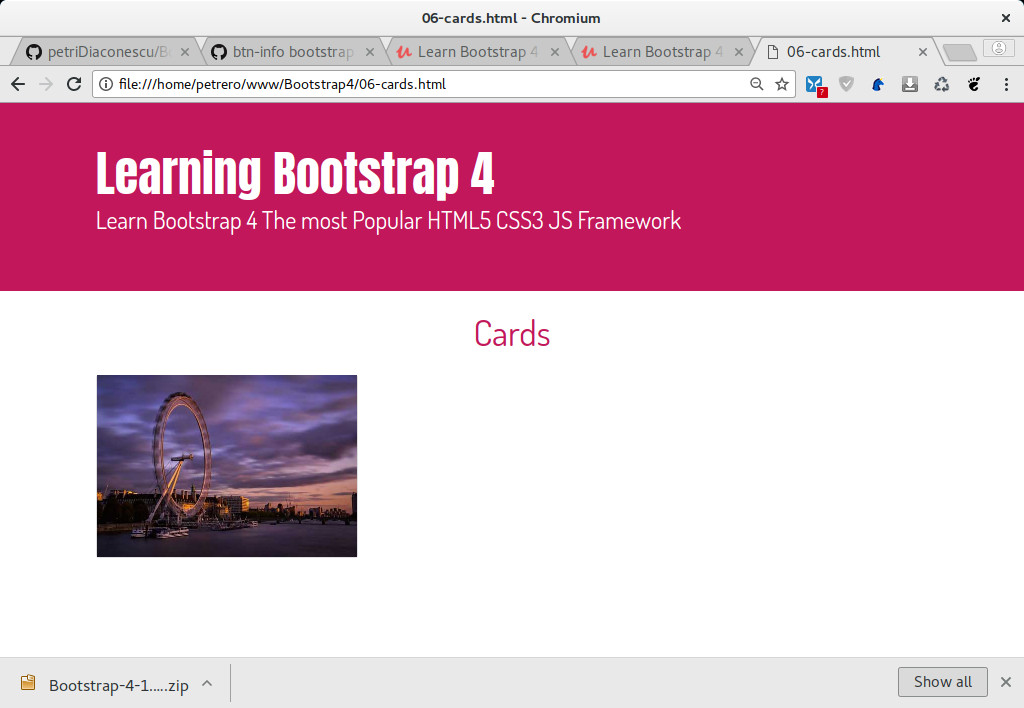 06-cards.html - Chromium
petriDiaconescu/Bo
btn-info bootstrap
Learn Bootstrap 4
Learn Bootstrap 4
06-cards.html
file:///home/petrero/www/Bootstrap4/06-cards.html
?
Learning Bootstrap 4
Learn Bootstrap 4 The most Popular HTML5 CSS3 JS Framework
Cards
Bootstrap-4-1.....zip
Show all